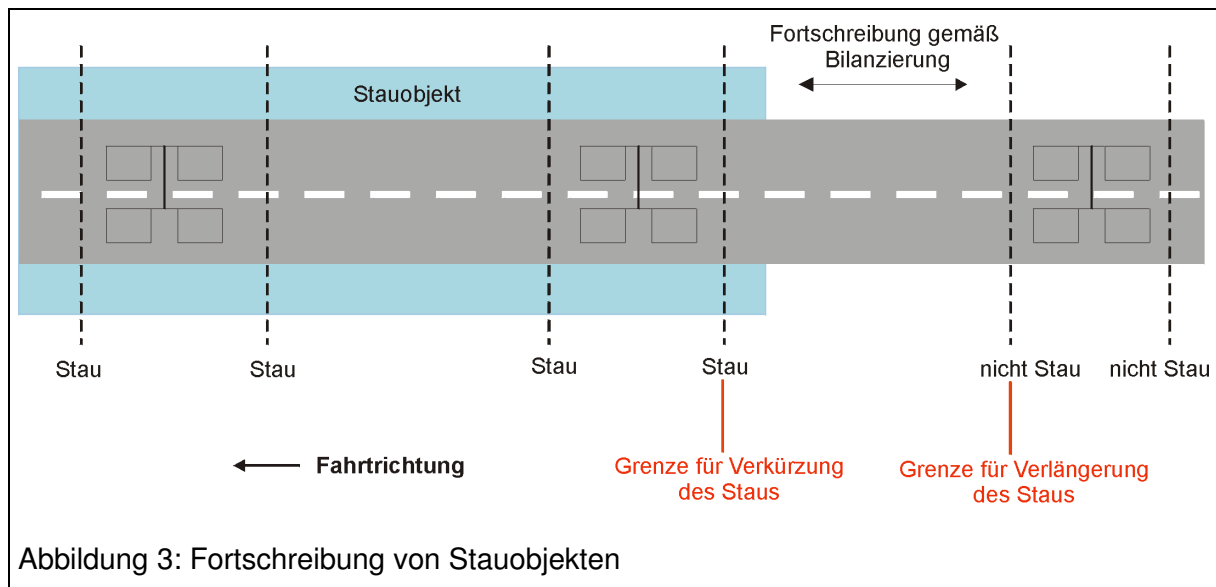 Fortschreibung gemäß
Bilanzierung
Stauobjekt
Stau
Stau
Stau
Stau
nicht Stau
nicht Stau
Fahrtrichtung
Grenze für Verkürzung
des Staus
Grenze für Verlängerung
des Staus
Abbildung 3: Fortschreibung von Stauobjekten